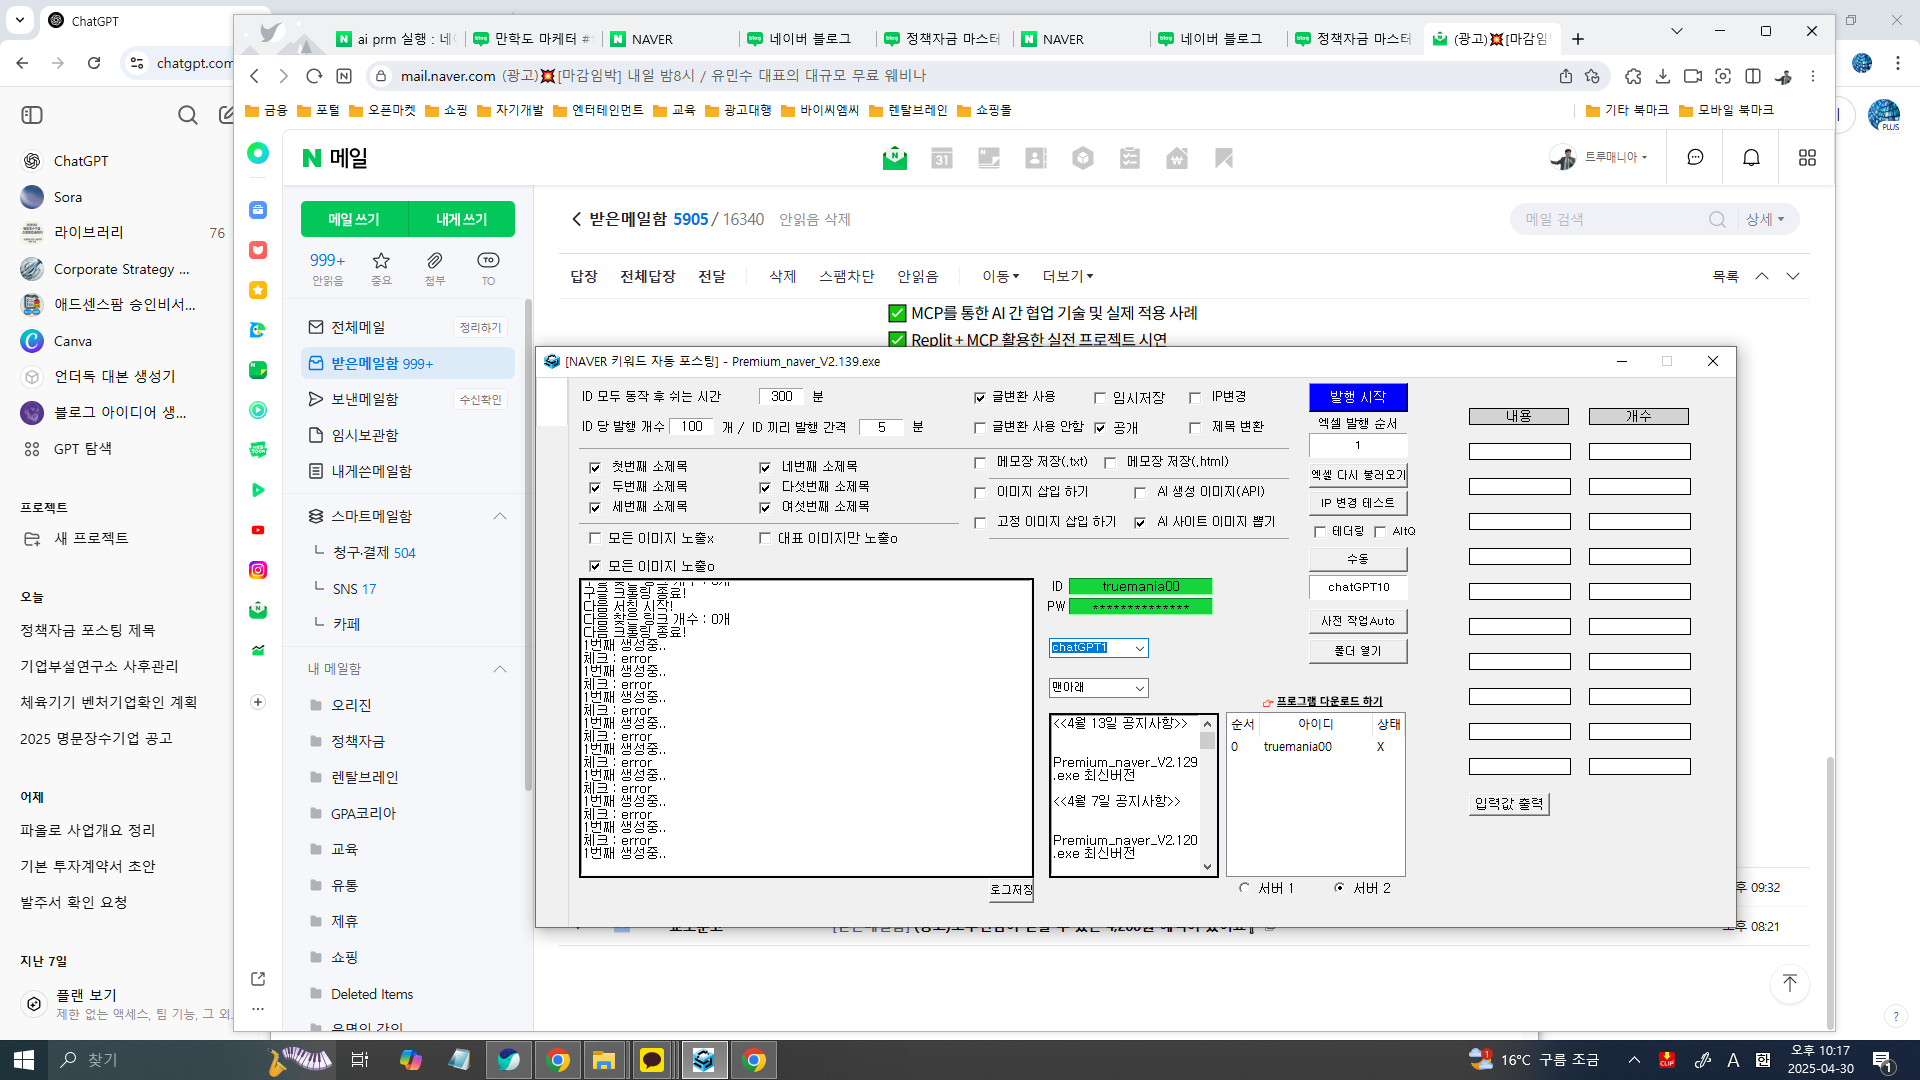 ChatGPT
chatgpt.com
ChatGPT
Sora
라이브러리 76
Corporate Strategy ...
애드센스팜 승인비서...
Canva
언더독 대본 생성기
블로그 아이디어 생...
GPT 탐색
프로젝트
새 프로젝트
오늘
정책자금 포스팅 제목
기업부설연구소 사후관리
체육기기 벤처기업확인 계획
2025 명문장수기업 공고
어제
파울로 사업개요 정리
기본 투자계약서 초안
발주서 확인 요청
지난 7일
플랜 보기
제한 없는 액세스, 팀 기능, 그 외...
PLUS
ai prm 실행 : 네이
만학도 마케터 #
NAVER
네이버 블로그
정책자금 마스터
NAVER
네이버 블로그
정책자금 마스터
(광고)💥[마감임박
mail.naver.com (광고)💥[마감임박] 내일 밤8시 / 유민수 대표의 대규모 무료 웨비나
금융
포털
오픈마켓
쇼핑
자기개발
엔터테인먼트
교육
광고대행
바이씨엠씨
렌탈브레인
쇼핑몰
기타 북마크
모바일 북마크
N 메일
31
트루매니아
메일 쓰기
내게 쓰기
999+
안읽음
중요
첨부
TO
TO
전체메일 정리하기
받은메일함 999+
보낸메일함 수신확인
임시보관함
내게쓴메일함
스마트메일함
청구·결제 504
SNS 17
카페
내 메일함
오리진
정책자금
렌탈브레인
GPA코리아
교육
유통
제휴
쇼핑
Deleted Items
받은메일함 5905 / 16340 안읽음 삭제
메일 검색
상세
답장 전체답장 전달 삭제 스팸차단 안읽음 이동 더보기
목록
✅ MCP를 통한 AI 간 협업 기술 및 실제 적용 사례
✅ Replit + MCP 활용한 실전 프로젝트 시연
[NAVER 키워드 자동 포스팅] - Premium_naver_V2.139.exe
ID 모두 동작 후 쉬는 시간 300 분
ID 당 발행 개수 100 개 / ID 끼리 발행 간격 5 분
첫번째 소제목
네번째 소제목
두번째 소제목
다섯번째 소제목
세번째 소제목
여섯번째 소제목
모든 이미지 노출x
대표 이미지만 노출o
모든 이미지 노출o
글변환 사용
임시저장
IP변경
글변환 사용 안함
공개
제목 변환
메모장 저장(.txt)
메모장 저장(.html)
이미지 삽입 하기
AI 생성 이미지(API)
고정 이미지 삽입 하기
AI 사이트 이미지 뽑기
발행 시작
엑셀 발행 순서
1
엑셀 다시 불러오기
IP 변경 테스트
테더링
AltQ
수동
chatGPT10
사전 작업Auto
폴더 열기
내용
개수
입력값 출력
구글 크롤링 종료!
다음 서칭 시작!
다음 찾은 링크 개수 : 0개
다음 크롤링 종료!
1번째 생성중..
체크 : error
1번째 생성중..
체크 : error
1번째 생성중..
체크 : error
1번째 생성중..
체크 : error
1번째 생성중..
체크 : error
1번째 생성중..
체크 : error
1번째 생성중..
체크 : error
1번째 생성중..
체크 : error
1번째 생성중..
로그저장
ID truemania00
PW **************
chatGPT1
맨아래
<<4월 13일 공지사항>>
Premium_naver_V2.129
.exe 최신버전
<<4월 7일 공지사항>>
Premium_naver_V2.120
.exe 최신버전
👉 프로그램 다운로드 하기
순서 아이디 상태
0 truemania00 X
서버 1
서버 2
09:32
08:21
찾기
1
16°C 구름 조금
CLIP
A
한
오후 10:17
2025-04-30
1